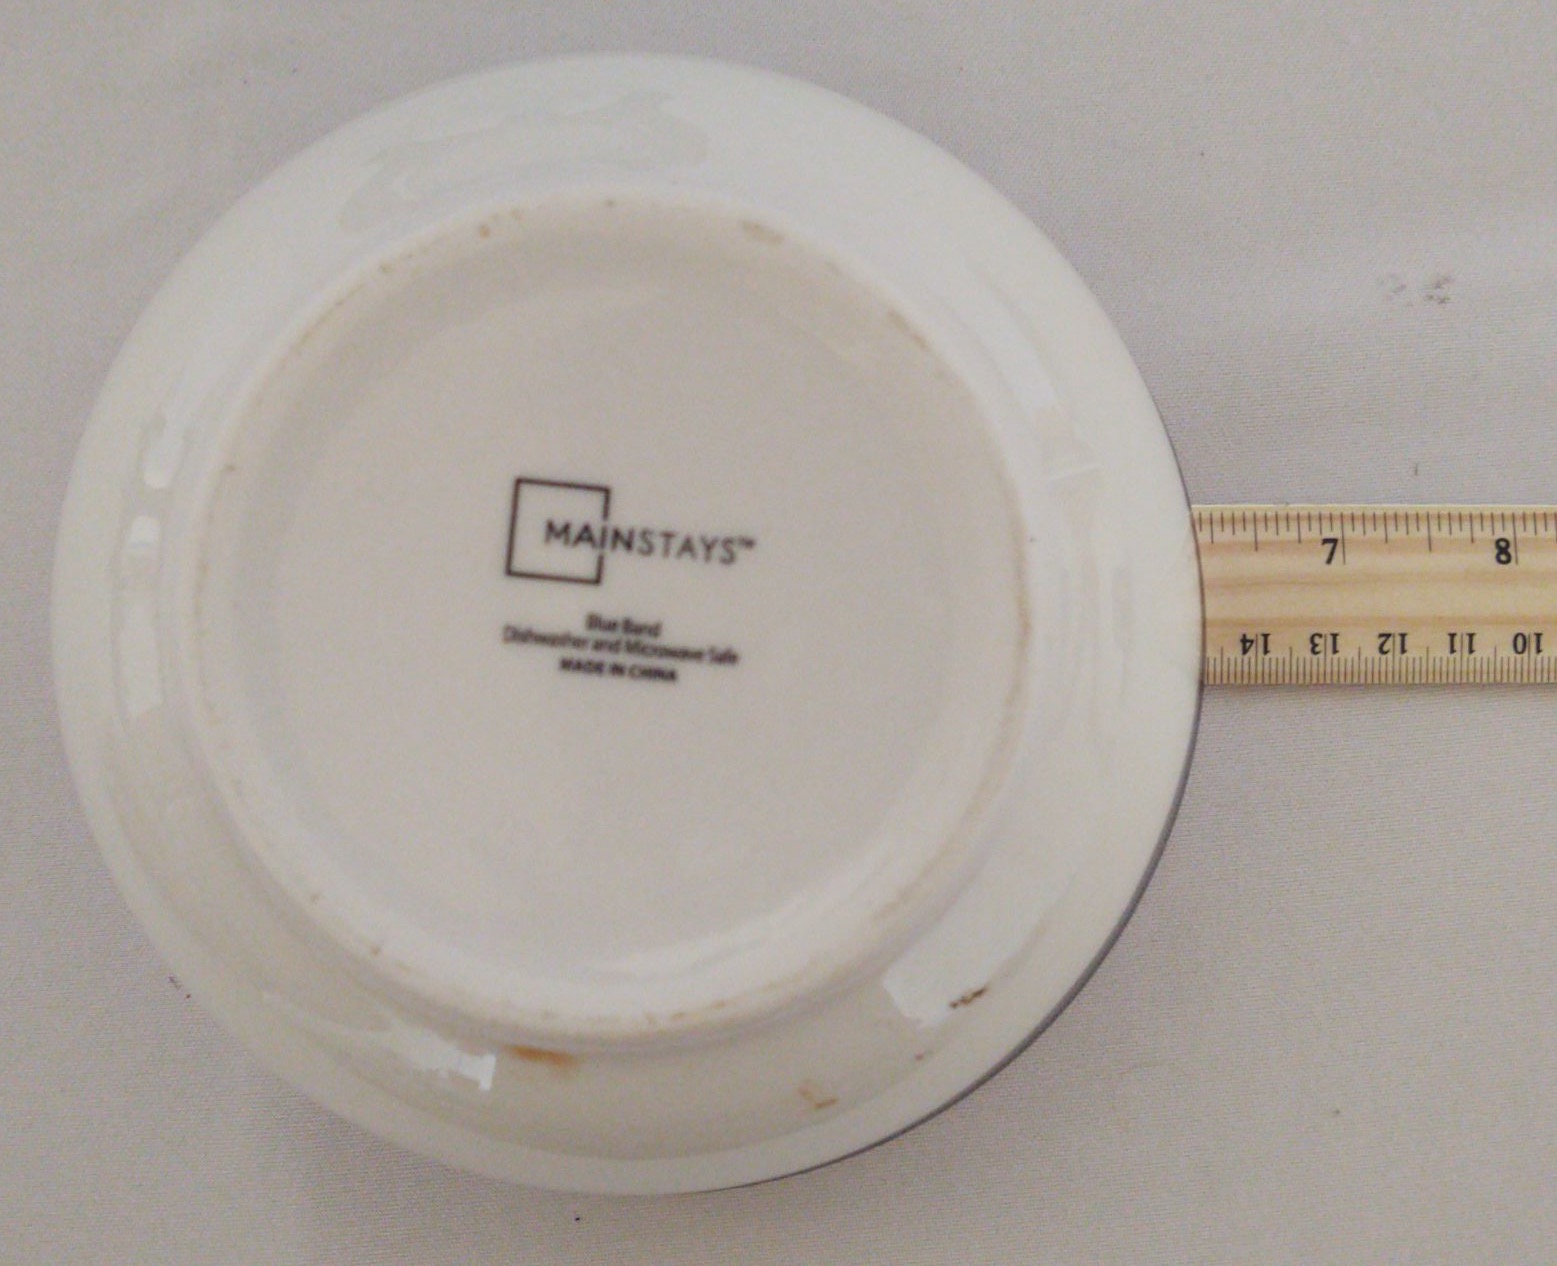 MAINSTAYS™
Blue Band
Dishwasher and Microwave Safe
MADE IN CHINA
7 8
14 13 12 11 10